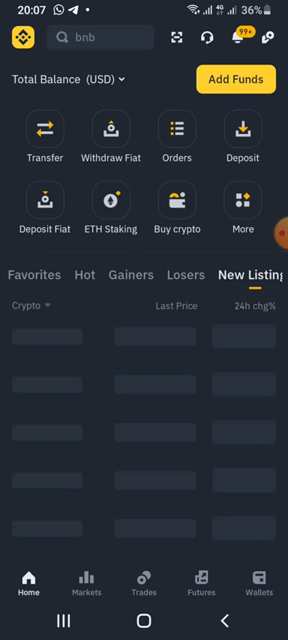 20:07 4G 36%
bnb 99+
Total Balance (USD) Add Funds
Transfer Withdraw Fiat Orders Deposit
Deposit Fiat ETH Staking Buy crypto More
Favorites Hot Gainers Losers New Listing
Crypto Last Price 24h chg%
Home Markets Trades Futures Wallets